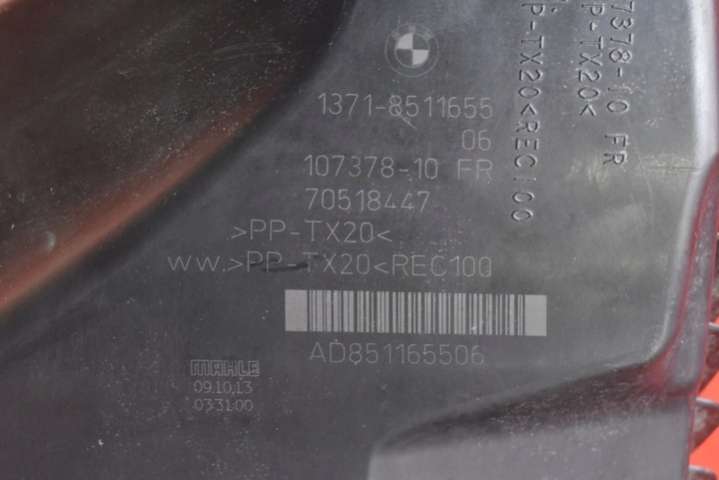 1371-8511655
06
107378-10 FR
70518447
>PP-TX20<
WW.>PP-TX20<REC100
AD851165506
MAHLE
09.10.13
03:31:00
7378-10 FR
P-TX20<
P-TX20<REC100